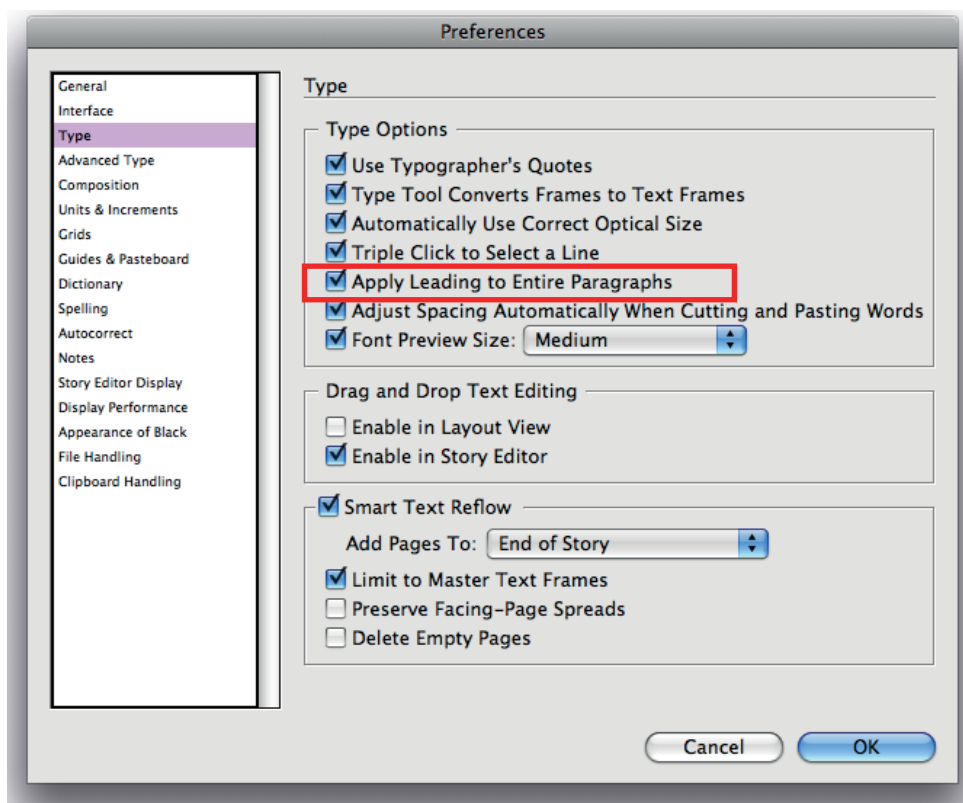 Preferences
General
Interface
Type
Advanced Type
Composition
Units & Increments
Grids
Guides & Pasteboard
Dictionary
Spelling
Autocorrect
Notes
Story Editor Display
Display Performance
Appearance of Black
File Handling
Clipboard Handling
Type
Type Options
Use Typographer's Quotes
Type Tool Converts Frames to Text Frames
Automatically Use Correct Optical Size
Triple Click to Select a Line
Apply Leading to Entire Paragraphs
Adjust Spacing Automatically When Cutting and Pasting Words
Font Preview Size: Medium
Drag and Drop Text Editing
Enable in Layout View
Enable in Story Editor
Smart Text Reflow
Add Pages To: End of Story
Limit to Master Text Frames
Preserve Facing-Page Spreads
Delete Empty Pages
Cancel OK